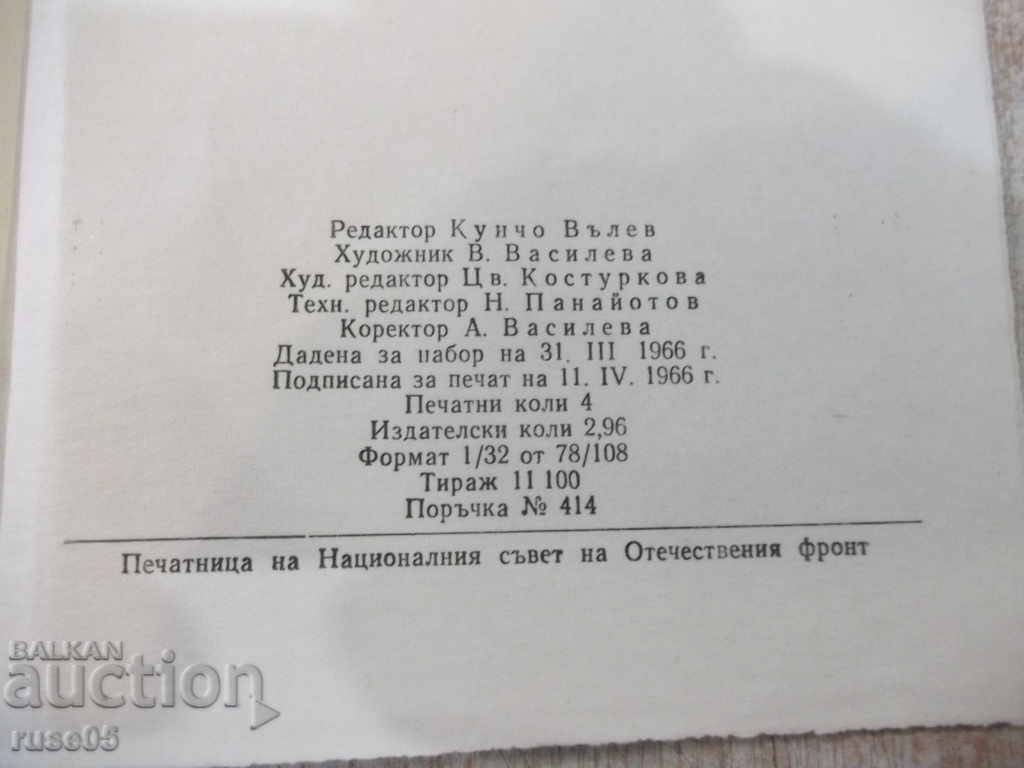 Редактор Кунчо Вълев
Художник В. Василева
Худ. редактор Цв. Костуркова
Техн. редактор Н. Панайотов
Коректор А. Василева
Дадена за набор на 31. III 1966 г.
Подписана за печат на 11. IV. 1966 г.
Печатни коли 4
Издателски коли 2,96
Формат 1/32 от 78/108
Тираж 11 100
Поръчка № 414
Печатница на Националния съвет на Отечествения фронт
BALKAN
auction
ruse05